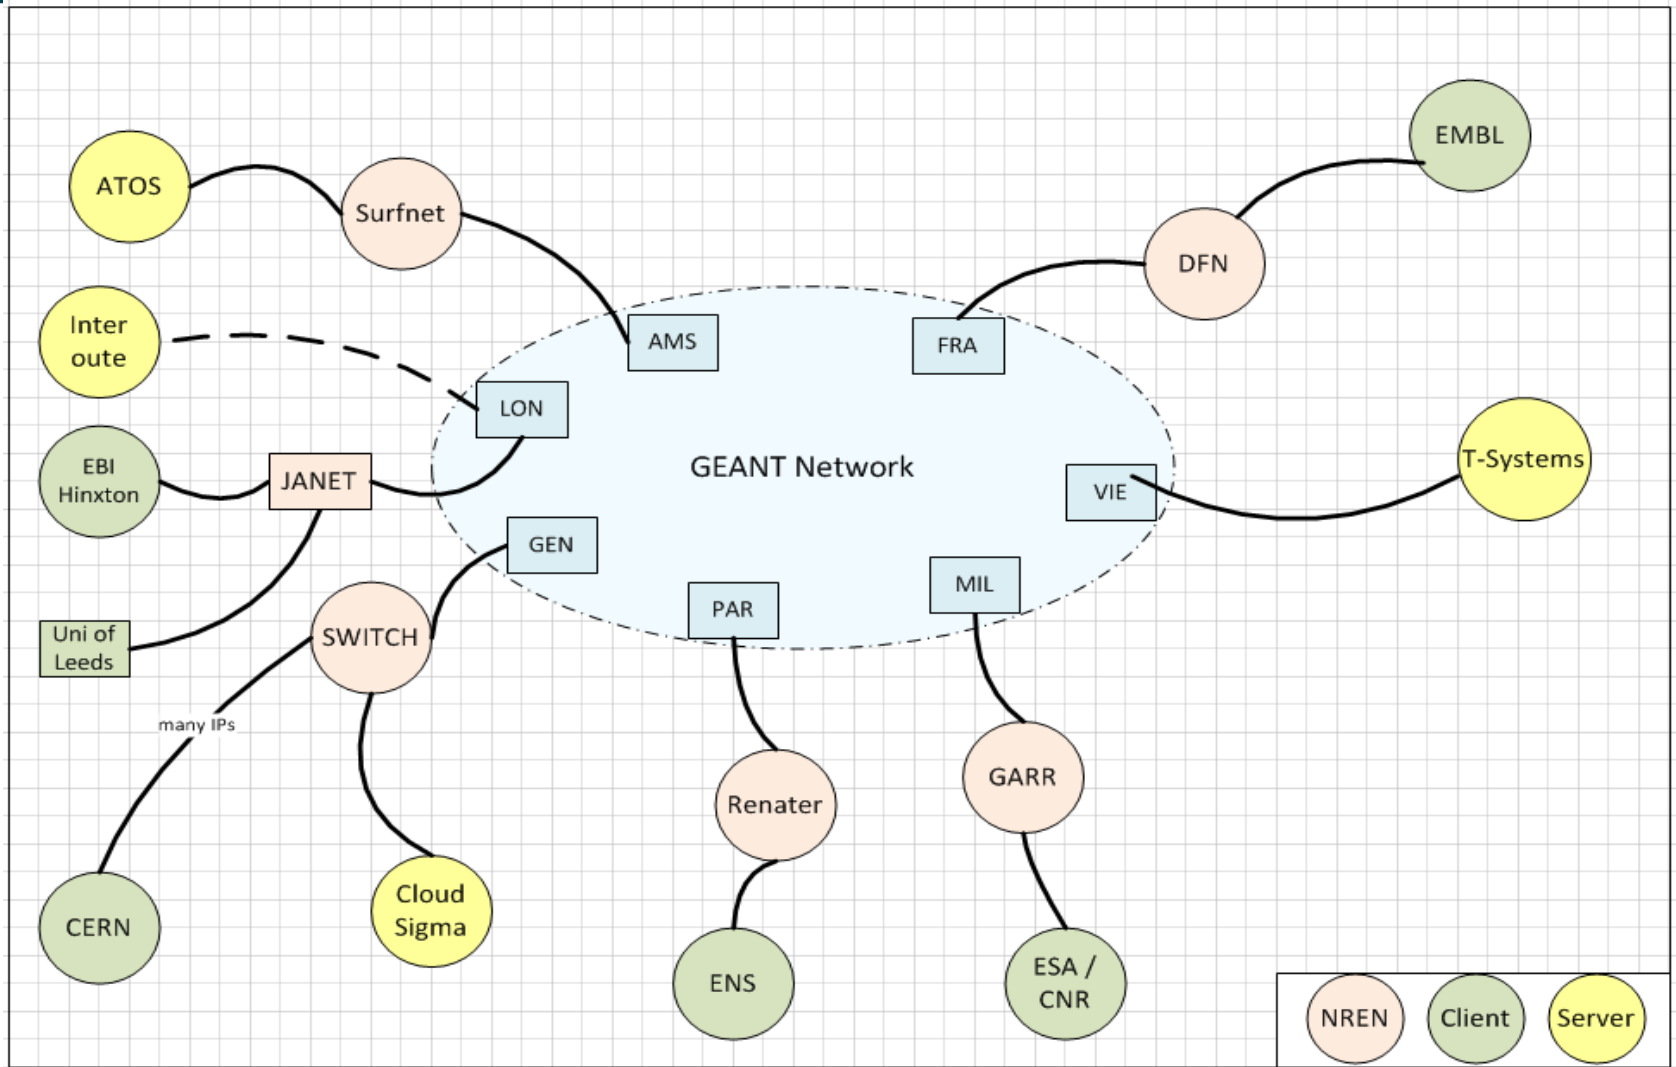 EMBL
ATOS
Surfnet
DFN
Inter
oute
AMS
FRA
LON
GEANT Network
T-Systems
EBI
Hinxton
JANET
VIE
GEN
MIL
PAR
Uni of
Leeds
SWITCH
many IPs
Renater
GARR
CERN
Cloud
Sigma
ENS
ESA /
CNR
NREN
Client
Server